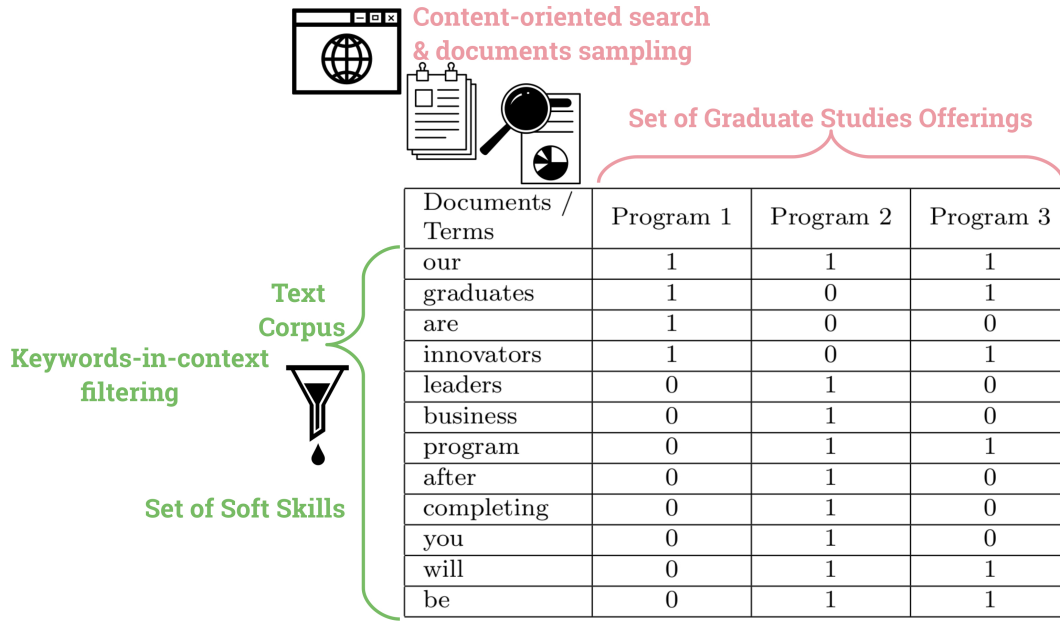 Content-oriented search
& documents sampling
Set of Graduate Studies Offerings
Documents /
Terms
Program 1 Program 2 Program 3
our 1 1 1
graduates 1 0 1
are 1 0 0
innovators 1 0 1
leaders 0 1 0
business 0 1 0
program 0 1 1
after 0 1 0
completing 0 1 0
you 0 1 0
will 0 1 1
be 0 1 1
Text
Corpus
Keywords-in-context
filtering
Set of Soft Skills